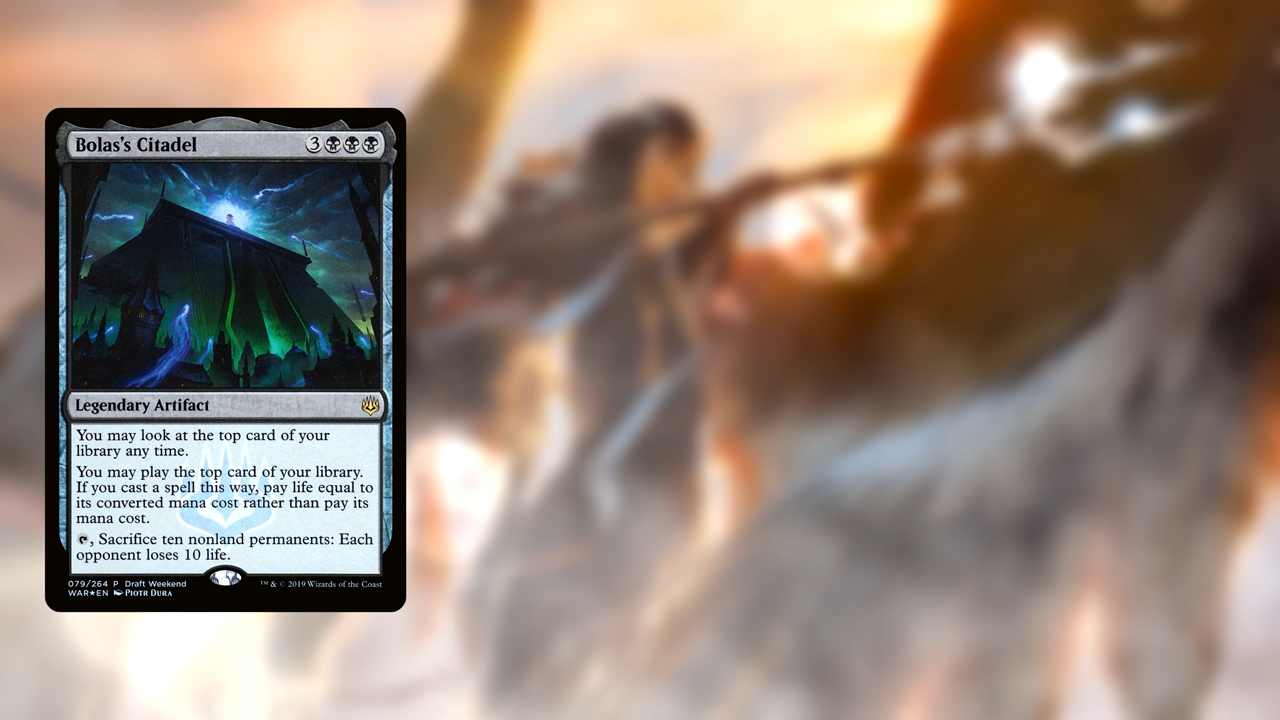 Bolas's Citadel 3
Legendary Artifact
You may look at the top card of your
library any time.
You may play the top card of your library.
If you cast a spell this way, pay life equal to
its converted mana cost rather than pay its
mana cost.
, Sacrifice ten nonland permanents: Each
opponent loses 10 life.
079/264 P Draft Weekend
WAR★EN Piotr Dura
™ & © 2019 Wizards of the Coast